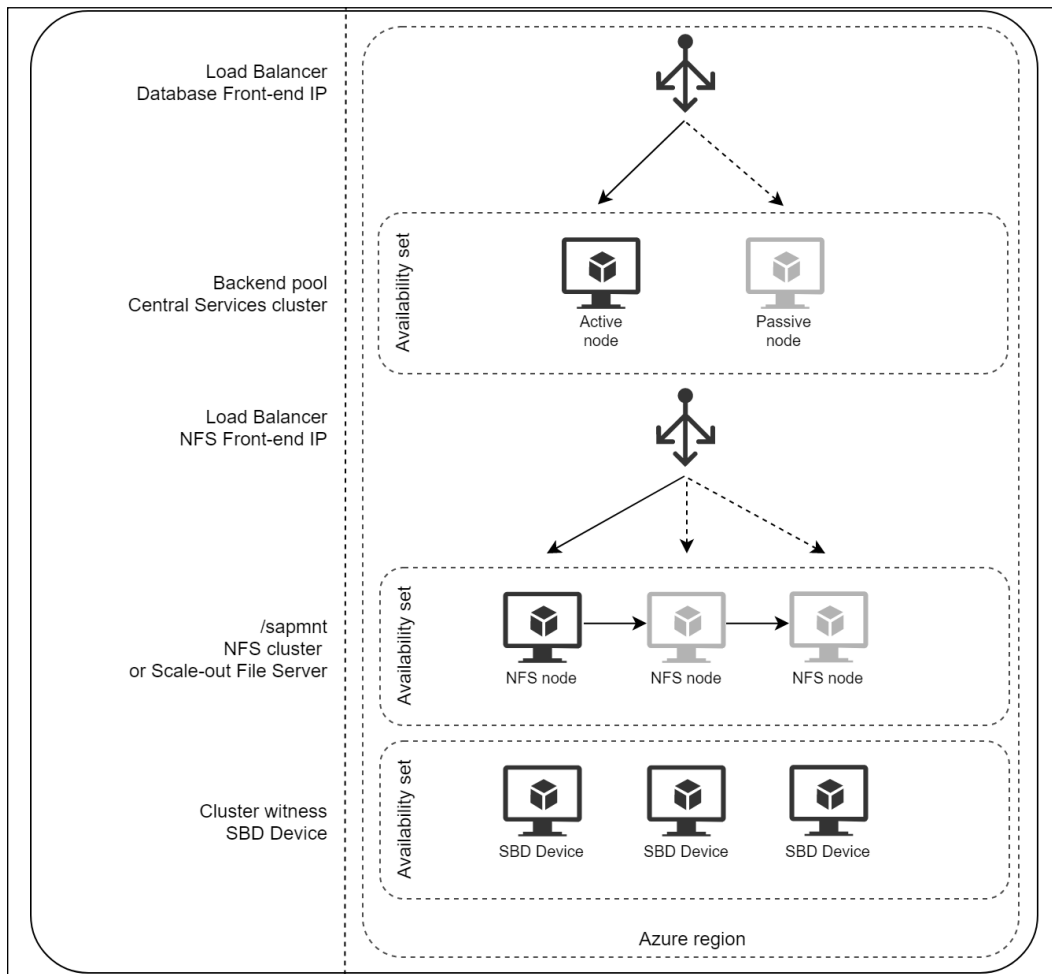 Load Balancer
Database Front-end IP
Availability set
Backend pool
Central Services cluster
Active
node
Passive
node
Load Balancer
NFS Front-end IP
Availability set
/sapmnt
NFS cluster
or Scale-out File Server
NFS node
NFS node
NFS node
Availability set
Cluster witness
SBD Device
SBD Device
SBD Device
SBD Device
Azure region